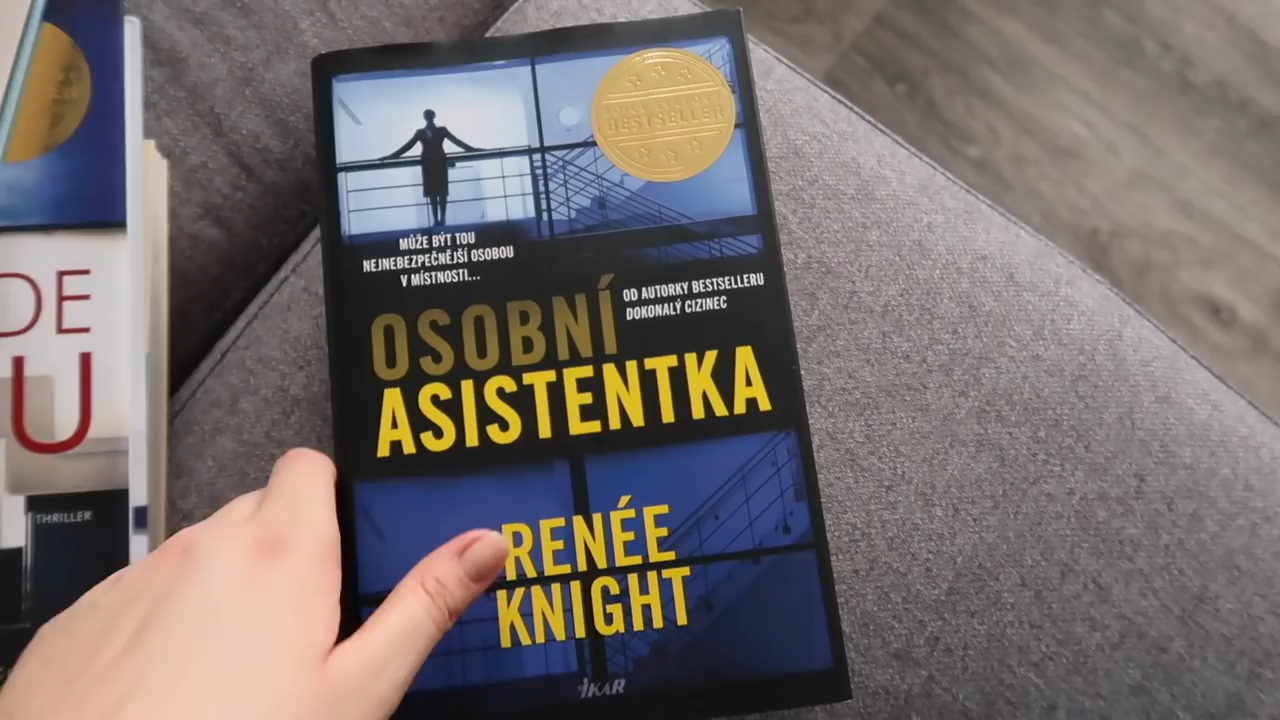 BESTSELLER
MŮŽE BÝT TOU
NEJNEBEZPEČNĚJŠÍ OSOBOU
V MÍSTNOSTI...
OD AUTORKY BESTSELLERU
DOKONALÝ CIZINEC
OSOBNÍ
ASISTENTKA
RENÉE
KNIGHT
IKAR
DE
U
THRILLER